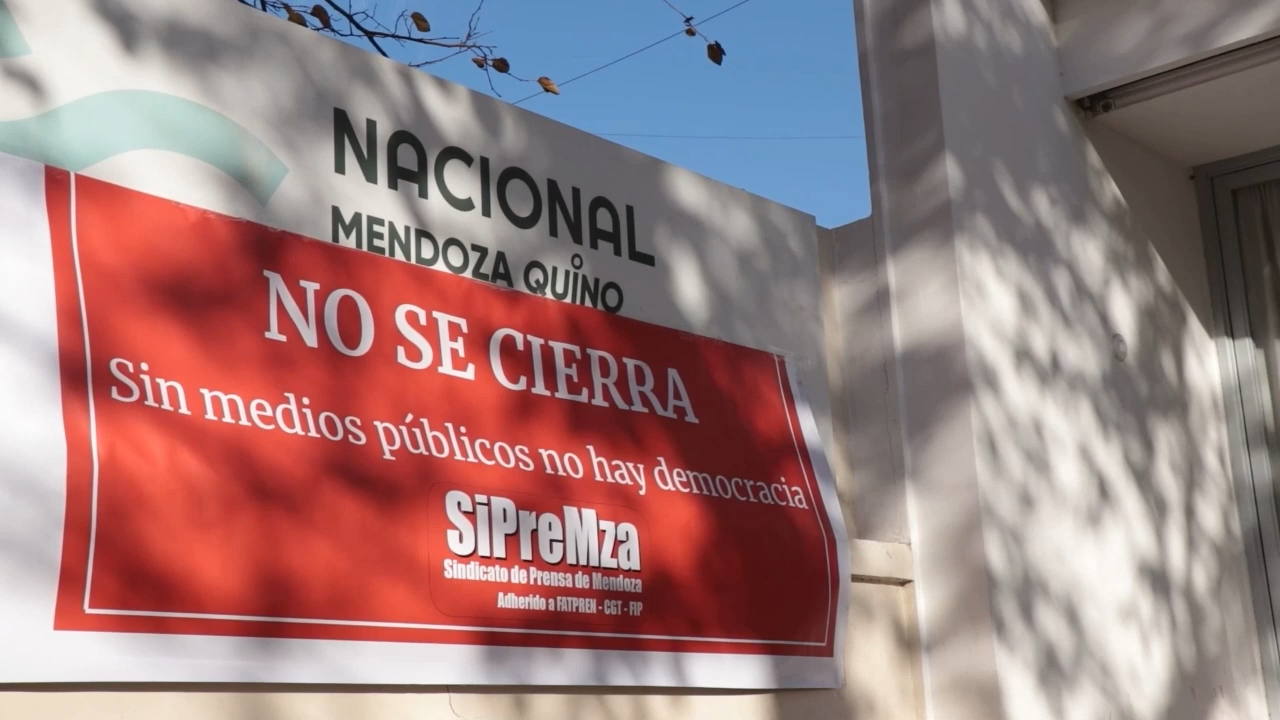 NACIONAL
MENDOZA QUINO
NO SE CIERRA
Sin medios públicos no hay democracia
SiPreMza
Sindicato de Prensa de Mendoza
Adherido a FATPREN - CGT - FIP